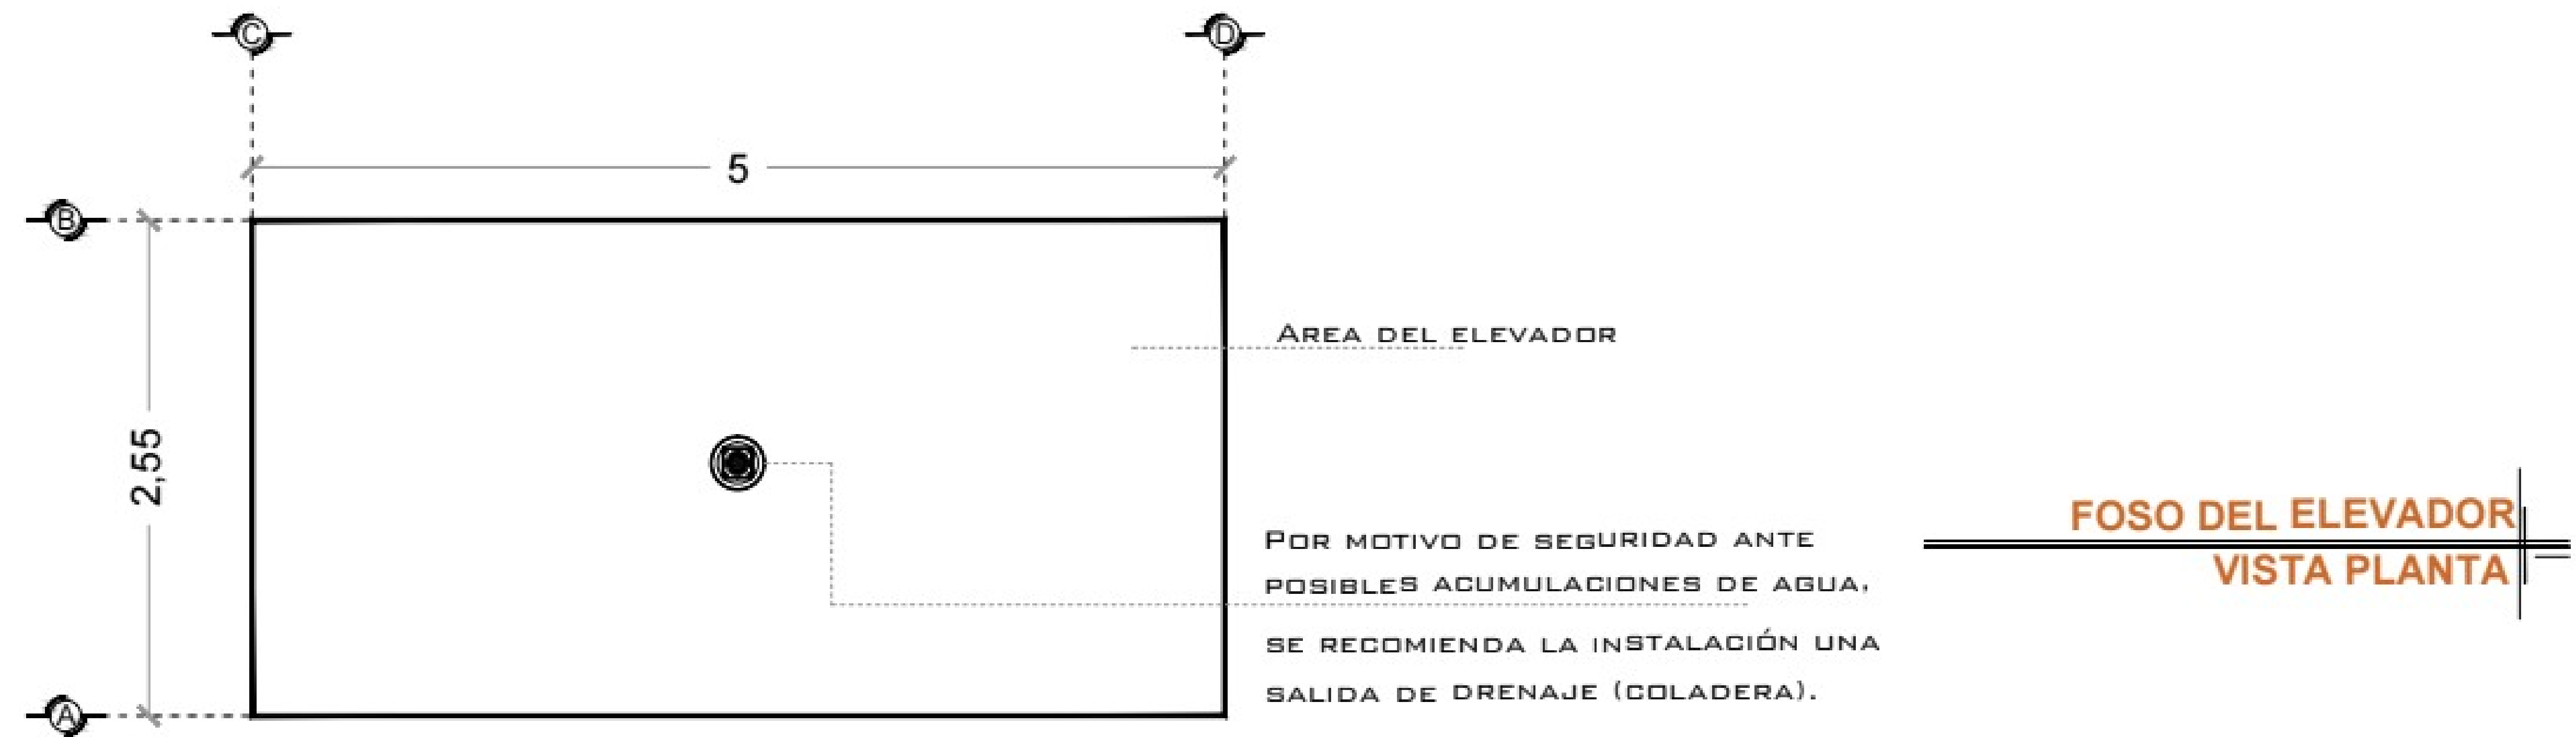 C
D
5
B
AREA DEL ELEVADOR
2,55
POR MOTIVO DE SEGURIDAD ANTE
POSIBLES ACUMULACIONES DE AGUA,
SE RECOMIENDA LA INSTALACIÓN UNA
SALIDA DE DRENAJE (COLADERA).
FOSO DEL ELEVADOR
VISTA PLANTA
A